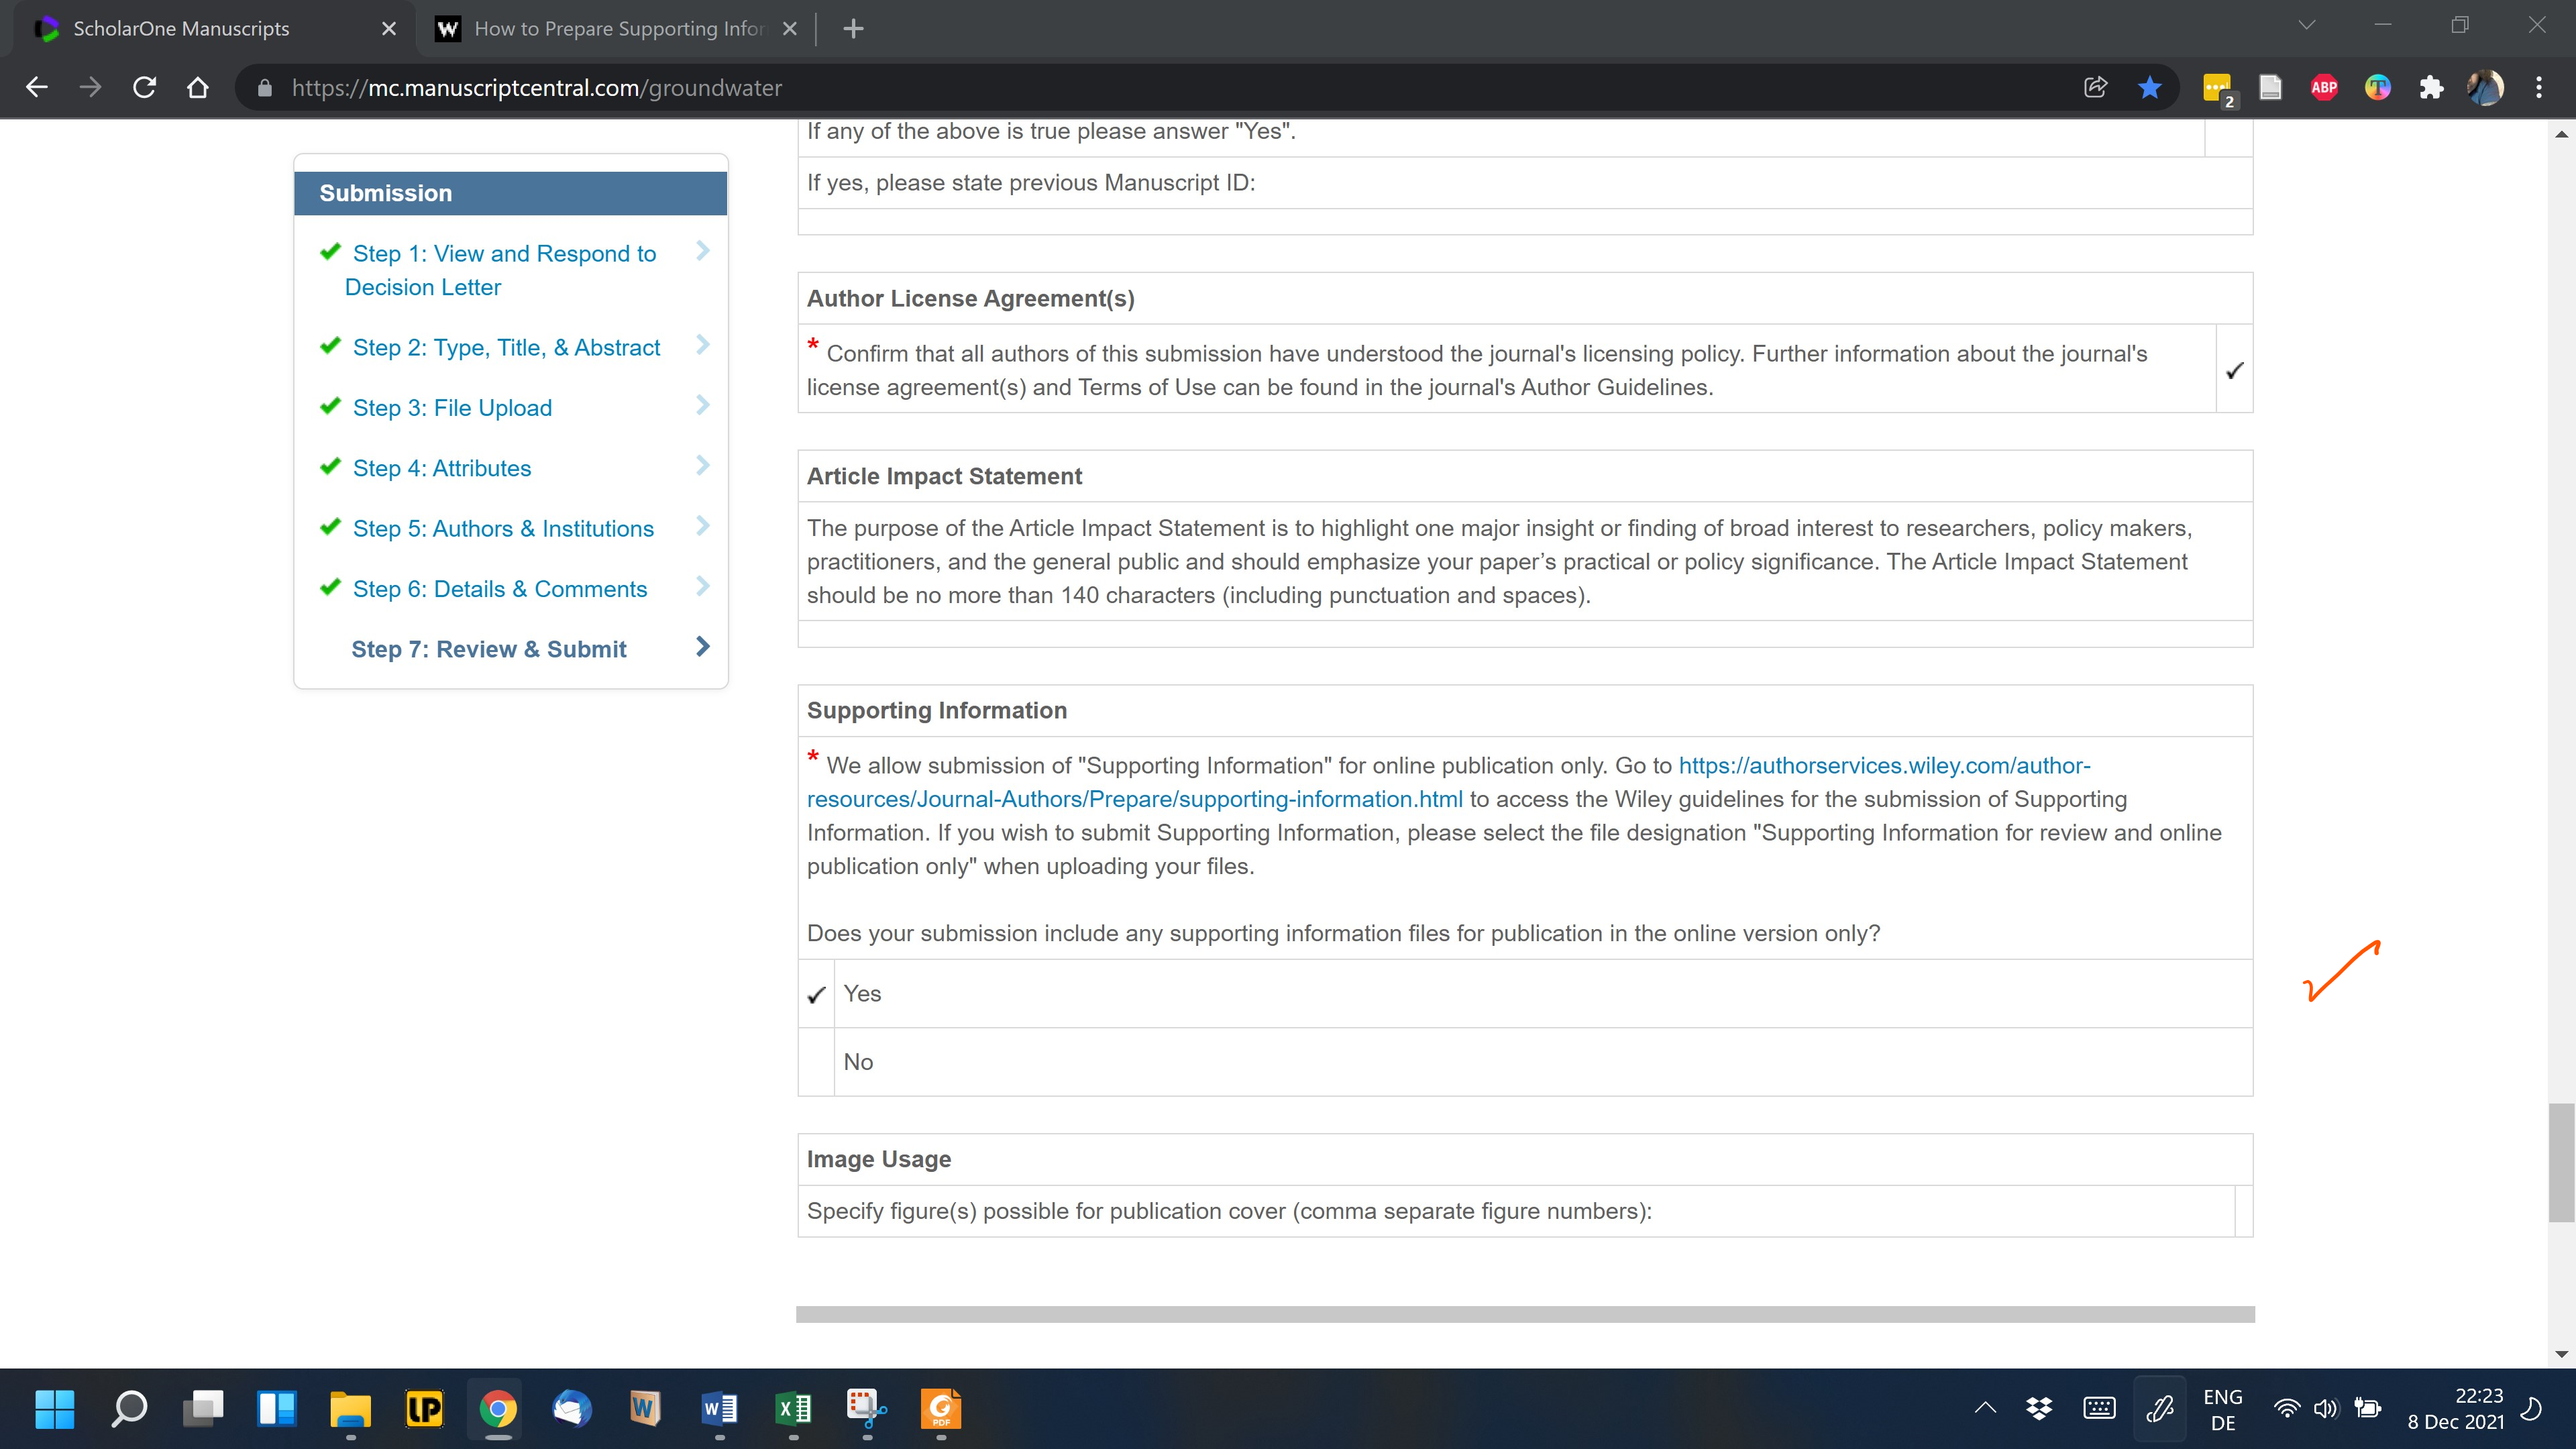 ScholarOne Manuscripts
How to Prepare Supporting Infor
https://mc.manuscriptcentral.com/groundwater
2
ABP
T
If any of the above is true please answer "Yes".
If yes, please state previous Manuscript ID:
Submission
Step 1: View and Respond to
Decision Letter
Step 2: Type, Title, & Abstract
Step 3: File Upload
Step 4: Attributes
Step 5: Authors & Institutions
Step 6: Details & Comments
Step 7: Review & Submit
Author License Agreement(s)
* Confirm that all authors of this submission have understood the journal's licensing policy. Further information about the journal's
license agreement(s) and Terms of Use can be found in the journal's Author Guidelines.
Article Impact Statement
The purpose of the Article Impact Statement is to highlight one major insight or finding of broad interest to researchers, policy makers,
practitioners, and the general public and should emphasize your paper’s practical or policy significance. The Article Impact Statement
should be no more than 140 characters (including punctuation and spaces).
Supporting Information
* We allow submission of "Supporting Information" for online publication only. Go to https://authorservices.wiley.com/author-
resources/Journal-Authors/Prepare/supporting-information.html to access the Wiley guidelines for the submission of Supporting
Information. If you wish to submit Supporting Information, please select the file designation "Supporting Information for review and online
publication only" when uploading your files.
Does your submission include any supporting information files for publication in the online version only?
Yes
No
Image Usage
Specify figure(s) possible for publication cover (comma separate figure numbers):
LP
W
W
X
PDF
ENG
DE
22:23
8 Dec 2021